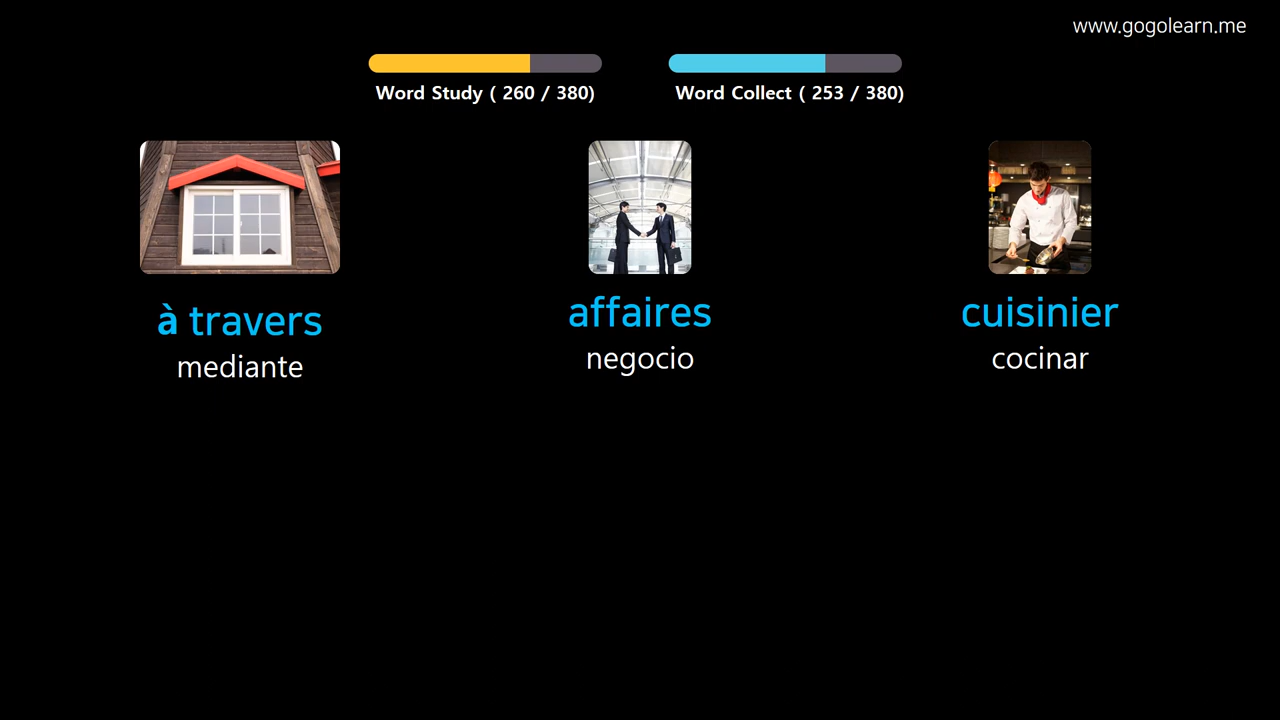 www.gogolearn.me
Word Study ( 260 / 380)
Word Collect ( 253 / 380)
à travers
mediante
affaires
negocio
cuisinier
cocinar